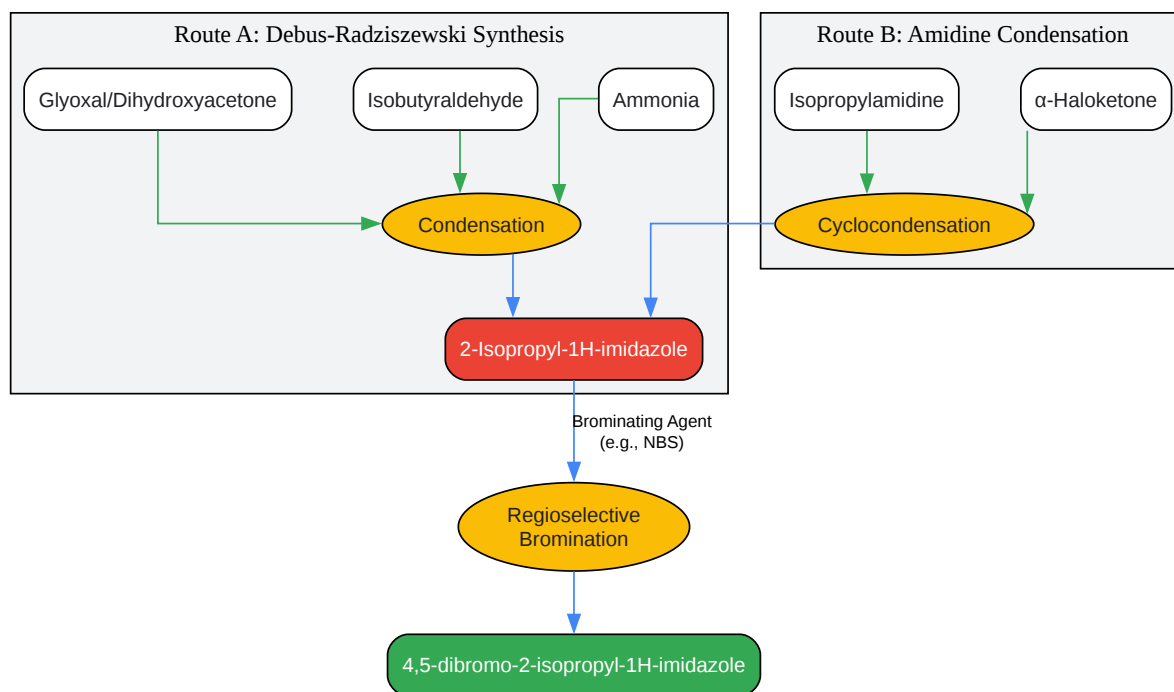 Route A: Debus-Radziszewski Synthesis
Route B: Amidine Condensation
Glyoxal/Dihydroxyacetone
Isobutyraldehyde
Ammonia
Isopropylamidine
α-Haloketone
Condensation
Cyclocondensation
2-Isopropyl-1H-imidazole
Brominating Agent
(e.g., NBS)
Regioselective
Bromination
4,5-dibromo-2-isopropyl-1H-imidazole